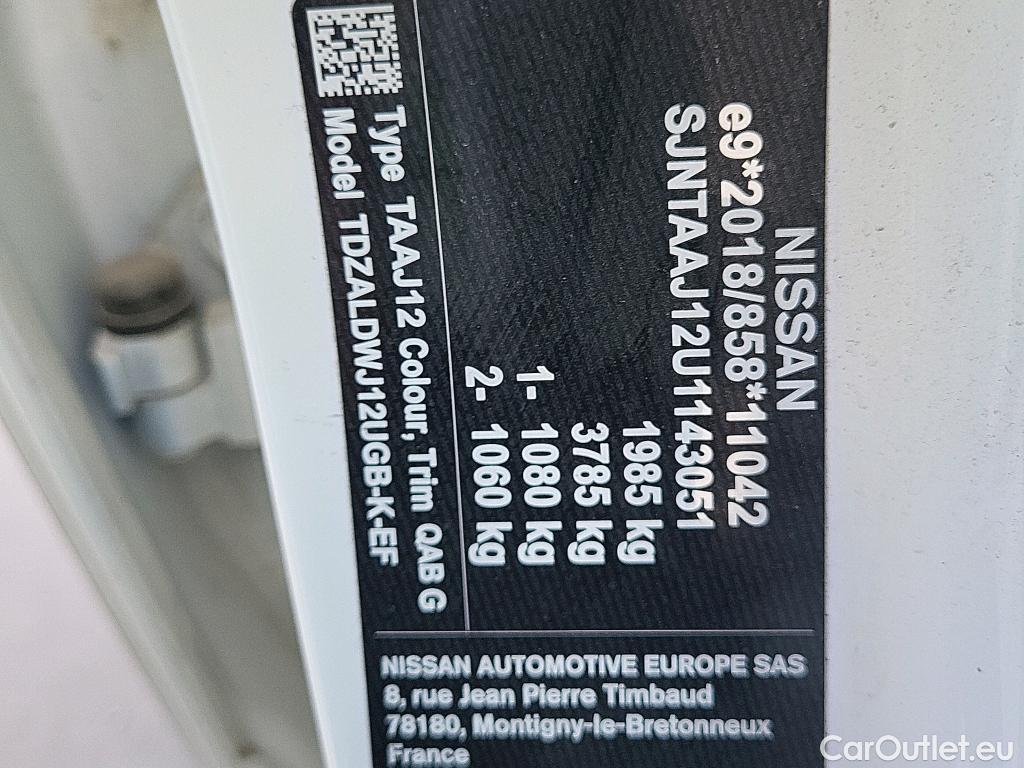 NISSAN
e9*2018/858*11042
SJNTAAJ12U1143051
1985 kg
3785 kg
1- 1080 kg
2- 1060 kg
Type TAAJ12 Colour, Trim QAB G
Model TDZALDWJ12UGB-K-EF
NISSAN AUTOMOTIVE EUROPE SAS
8, rue Jean Pierre Timbaud
78180, Montigny-le-Bretonneux
France
CarOutlet.eu